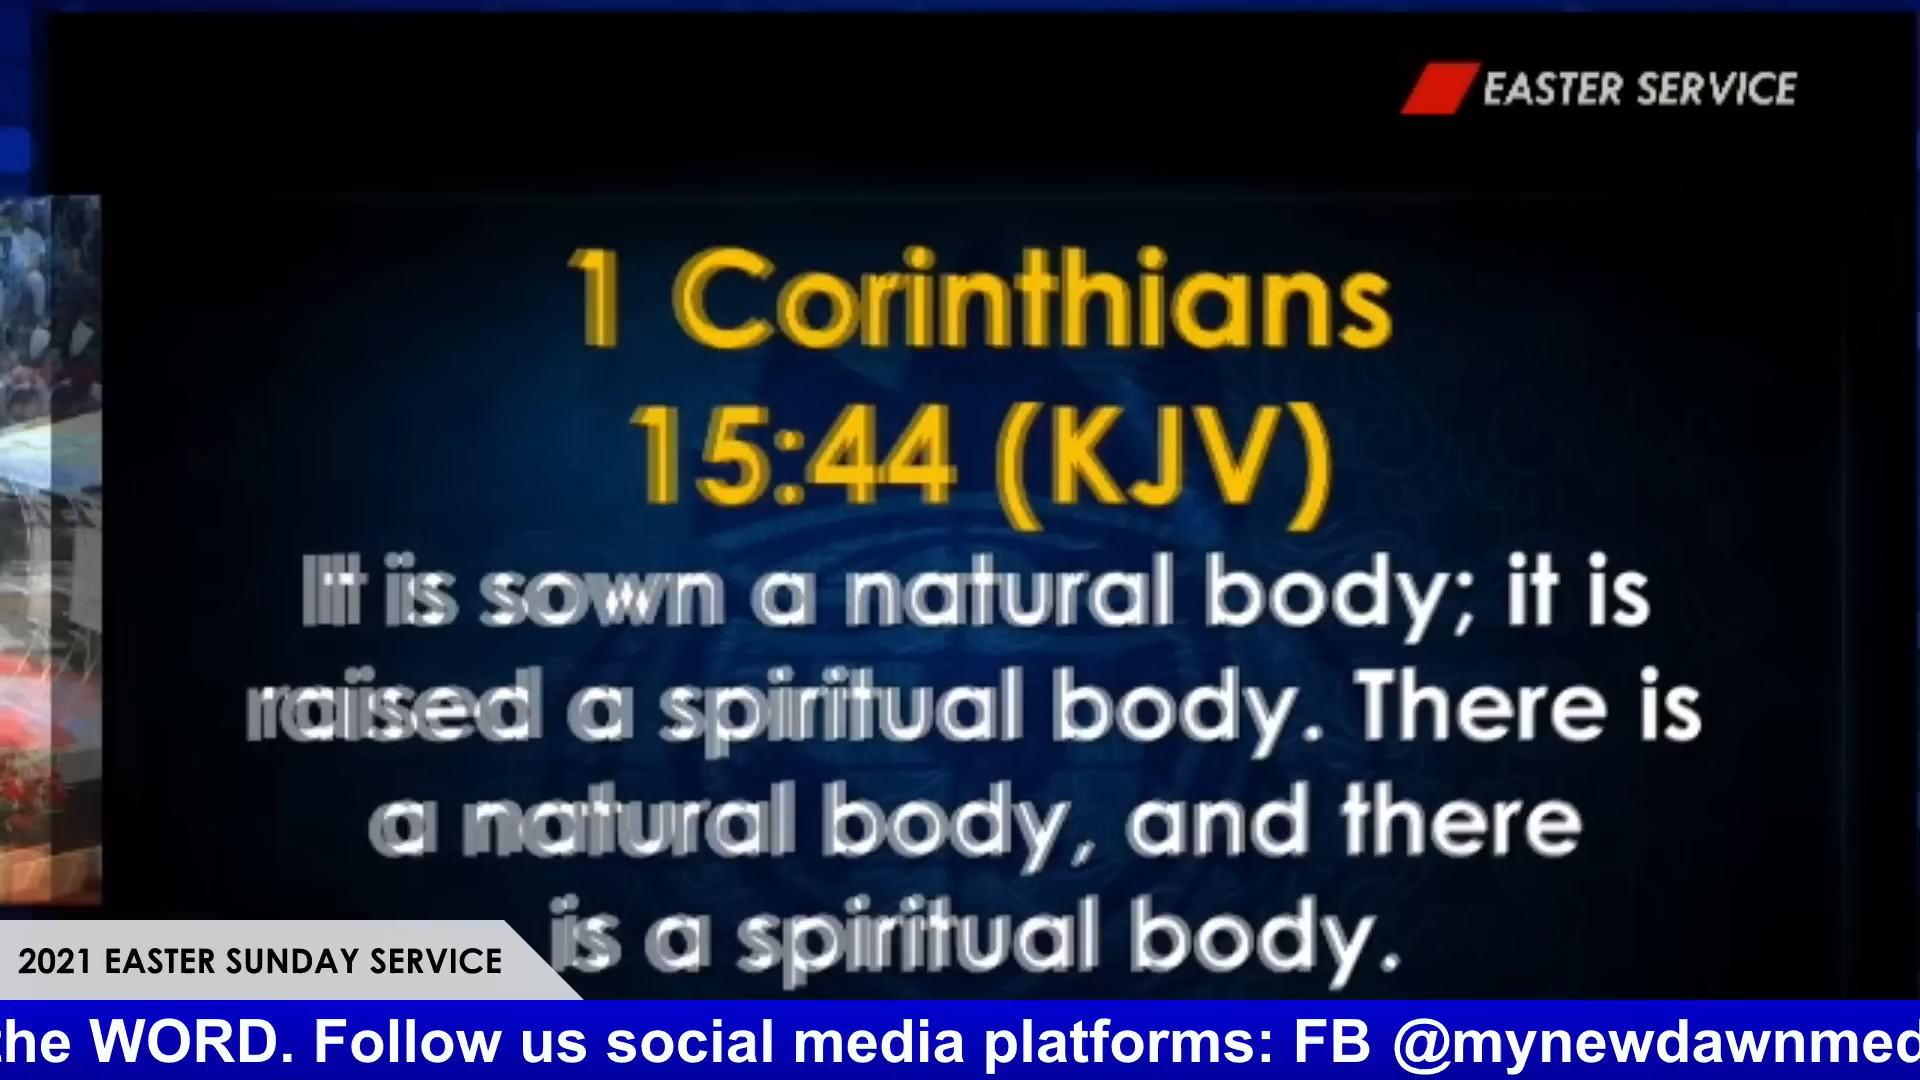 EASTER SERVICE
1 Corinthians
15:44 (KJV)
It is sown a natural body; it is
raised a spiritual body. There is
a natural body, and there
is a spiritual body.
2021 EASTER SUNDAY SERVICE
the WORD. Follow us social media platforms: FB @mynewdawnmed